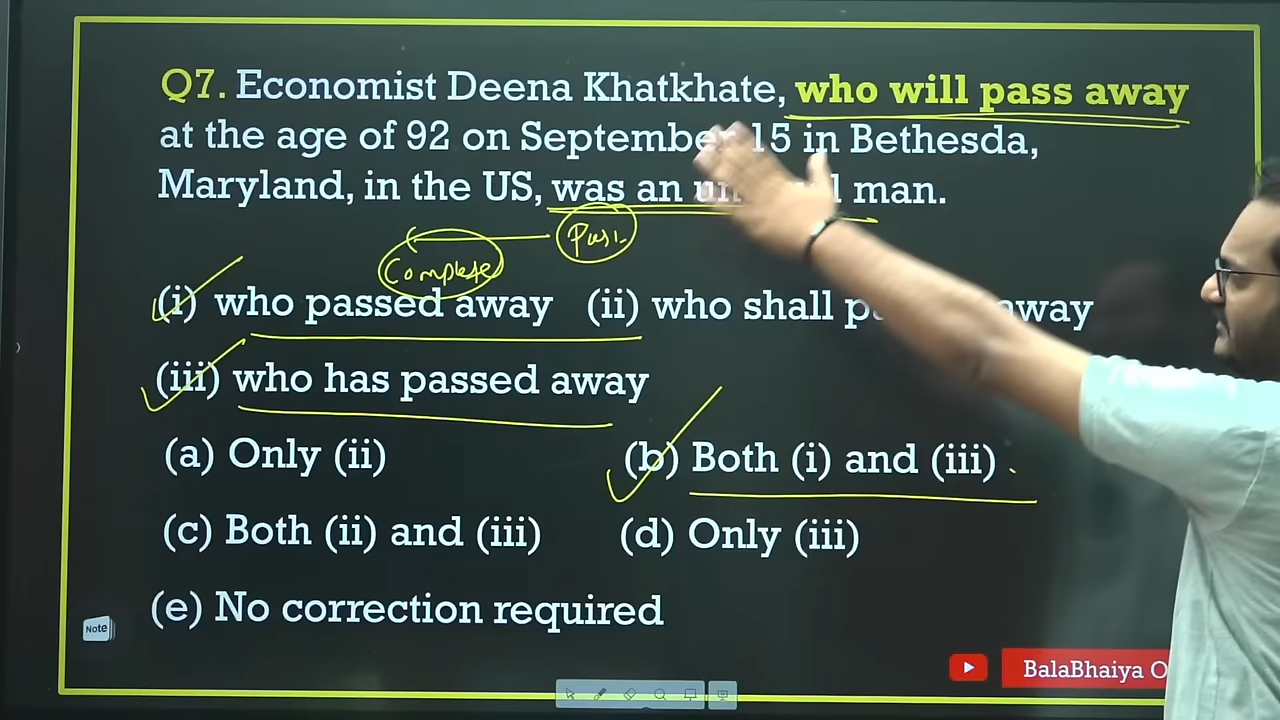 Q7. Economist Deena Khatkhate, who will pass away
at the age of 92 on September 15 in Bethesda,
Maryland, in the US, was an man.
Complete
(i) who passed away (ii) who shall away
(iii) who has passed away
(a) Only (ii) (b) Both (i) and (iii)
(c) Both (ii) and (iii) (d) Only (iii)
(e) No correction required
Note
BalaBhaiya